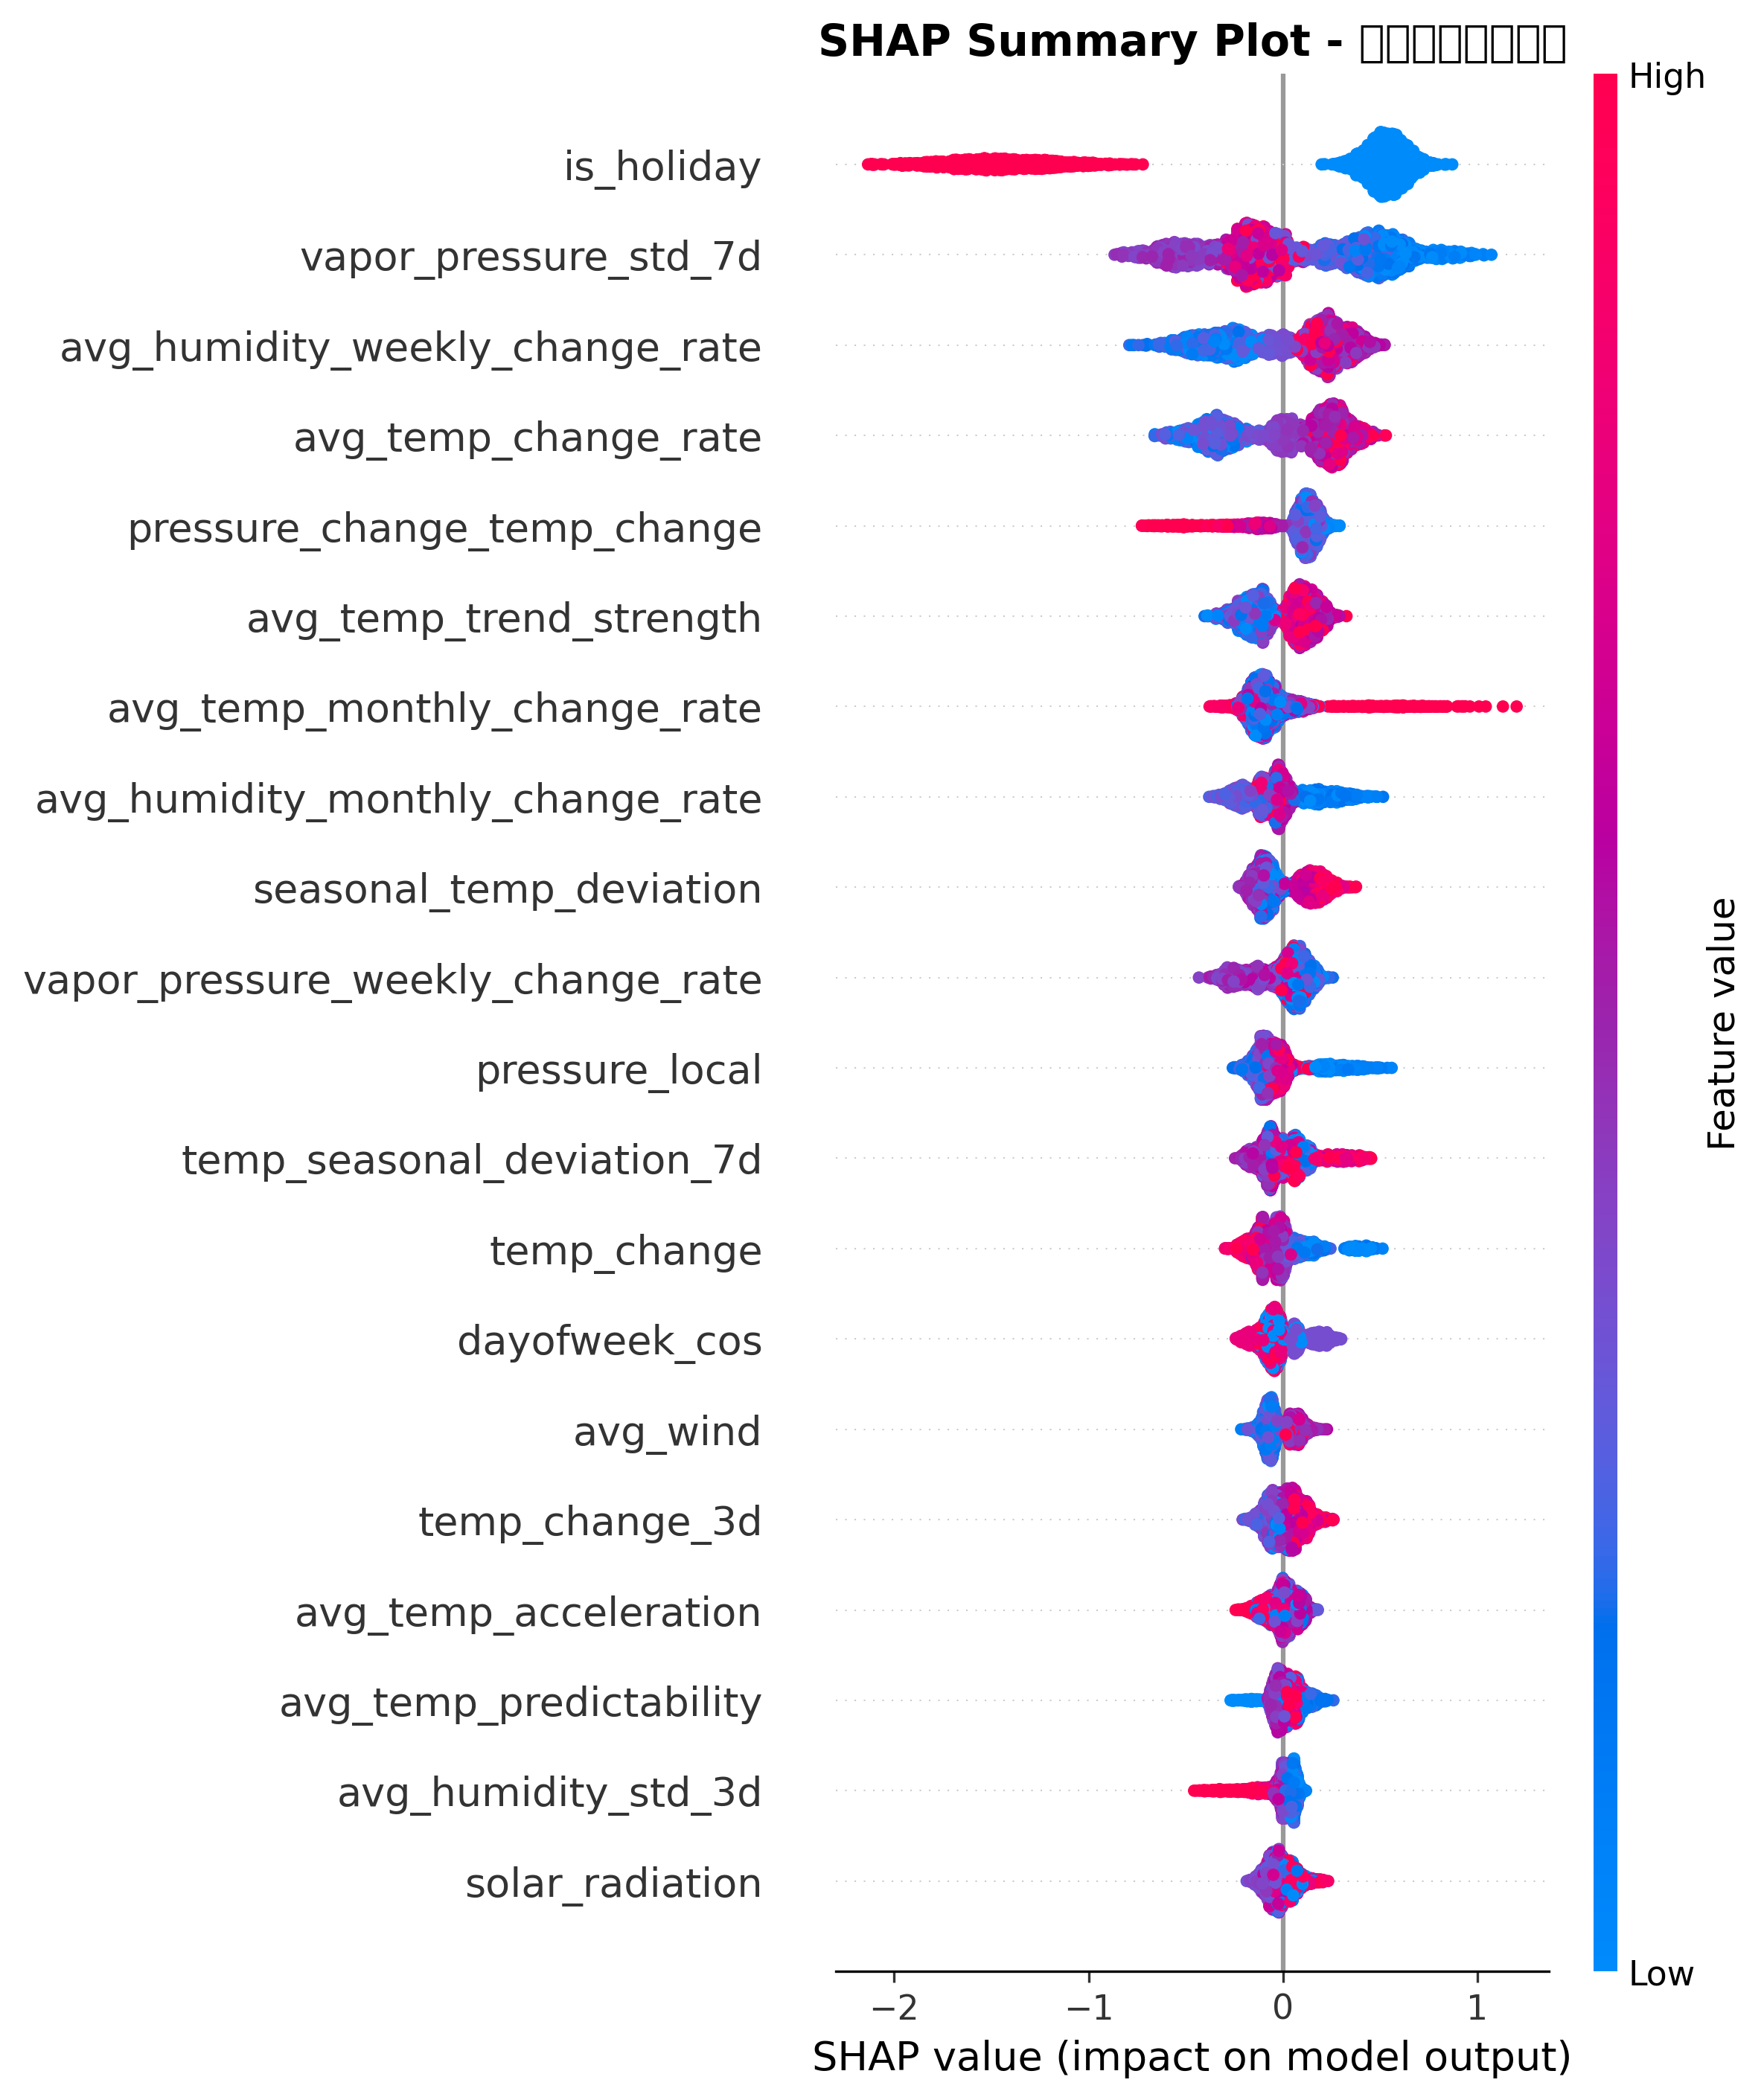 SHAP Summary Plot -
High
is_holiday
vapor_pressure_std_7d
avg_humidity_weekly_change_rate
avg_temp_change_rate
pressure_change_temp_change
avg_temp_trend_strength
avg_temp_monthly_change_rate
avg_humidity_monthly_change_rate
seasonal_temp_deviation
vapor_pressure_weekly_change_rate
pressure_local
temp_seasonal_deviation_7d
temp_change
dayofweek_cos
avg_wind
temp_change_3d
avg_temp_acceleration
avg_temp_predictability
avg_humidity_std_3d
solar_radiation
Feature value
Low
−2 −1 0 1
SHAP value (impact on model output)